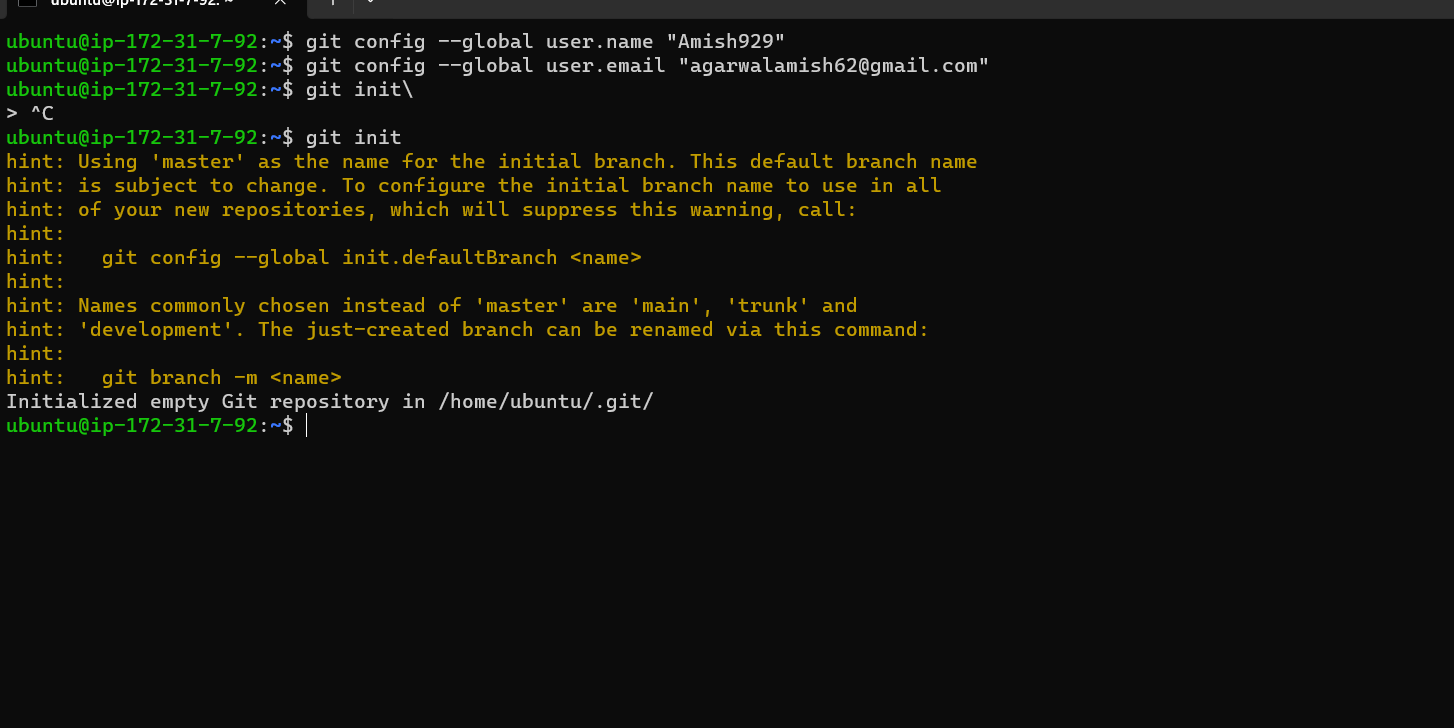 ubuntu@ip-172-31-7-92: ~
ubuntu@ip-172-31-7-92:~$ git config --global user.name "Amish929"
ubuntu@ip-172-31-7-92:~$ git config --global user.email "agarwalamish62@gmail.com"
ubuntu@ip-172-31-7-92:~$ git init\
> ^C
ubuntu@ip-172-31-7-92:~$ git init
hint: Using 'master' as the name for the initial branch. This default branch name
hint: is subject to change. To configure the initial branch name to use in all
hint: of your new repositories, which will suppress this warning, call:
hint:
hint:   git config --global init.defaultBranch <name>
hint:
hint: Names commonly chosen instead of 'master' are 'main', 'trunk' and
hint: 'development'. The just-created branch can be renamed via this command:
hint:
hint:   git branch -m <name>
Initialized empty Git repository in /home/ubuntu/.git/
ubuntu@ip-172-31-7-92:~$